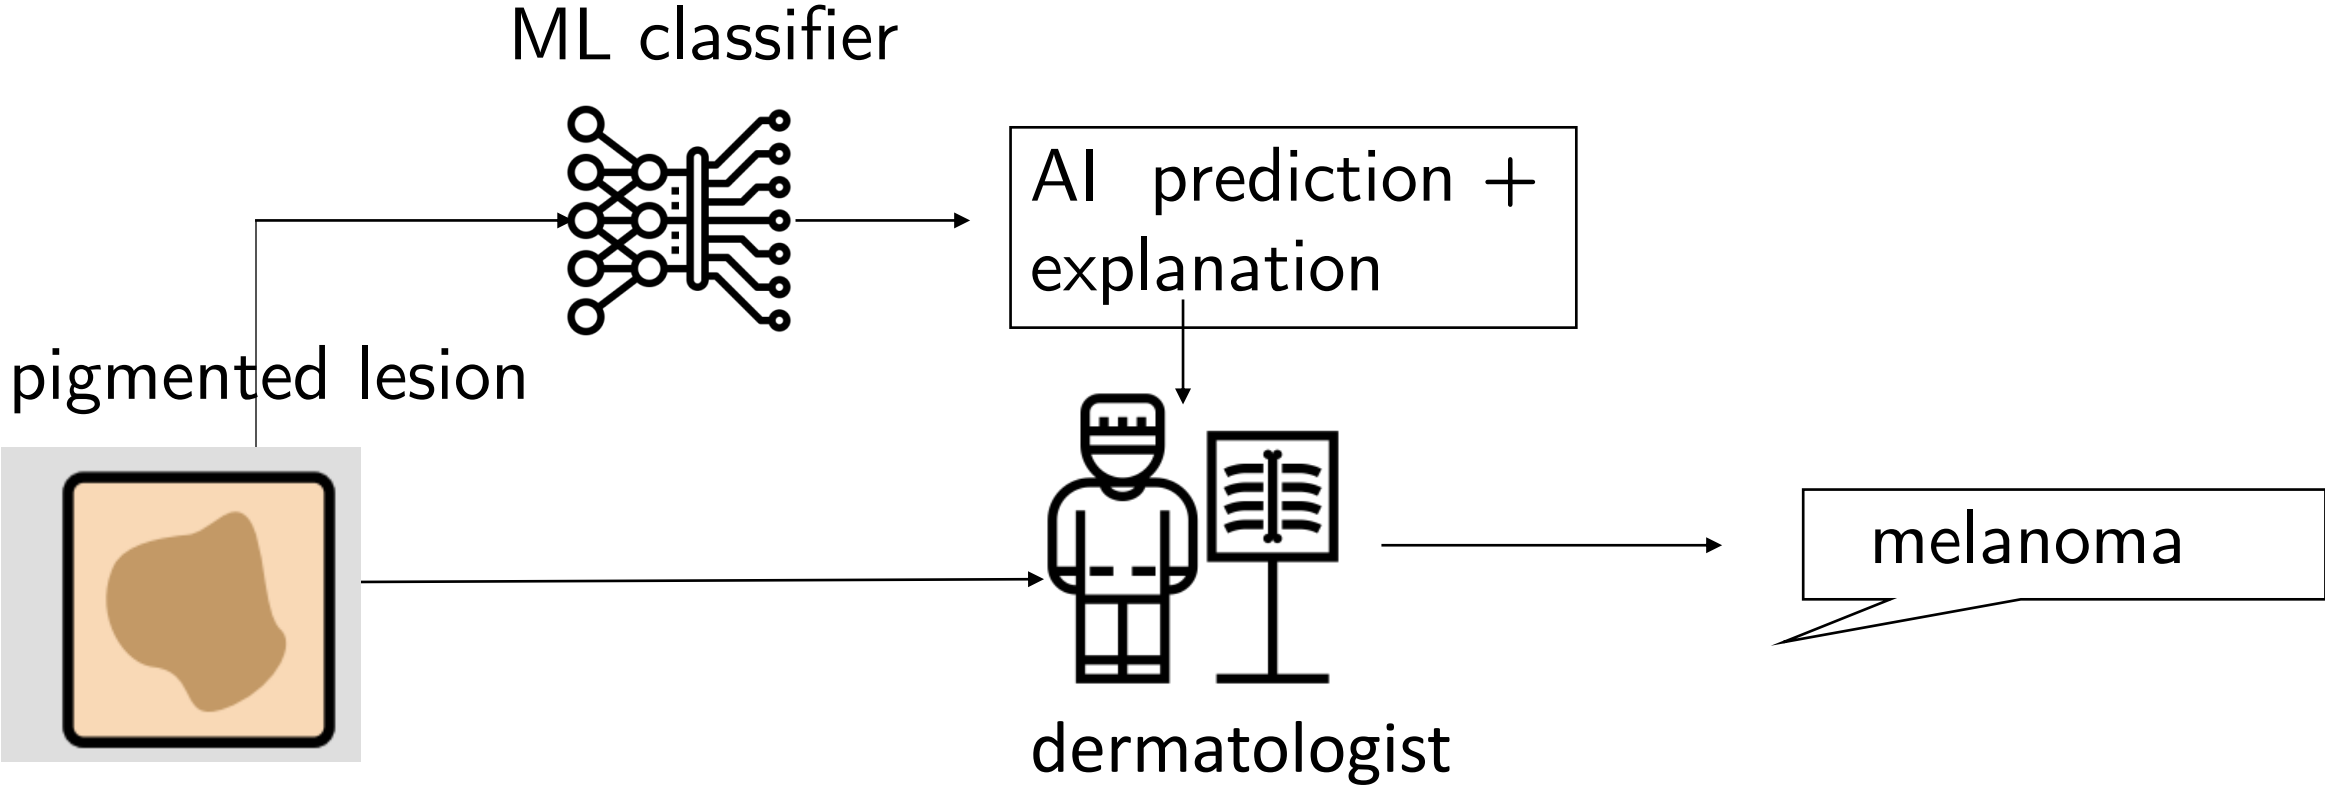 ML classifier
AI prediction +
explanation
pigmented lesion
melanoma
dermatologist